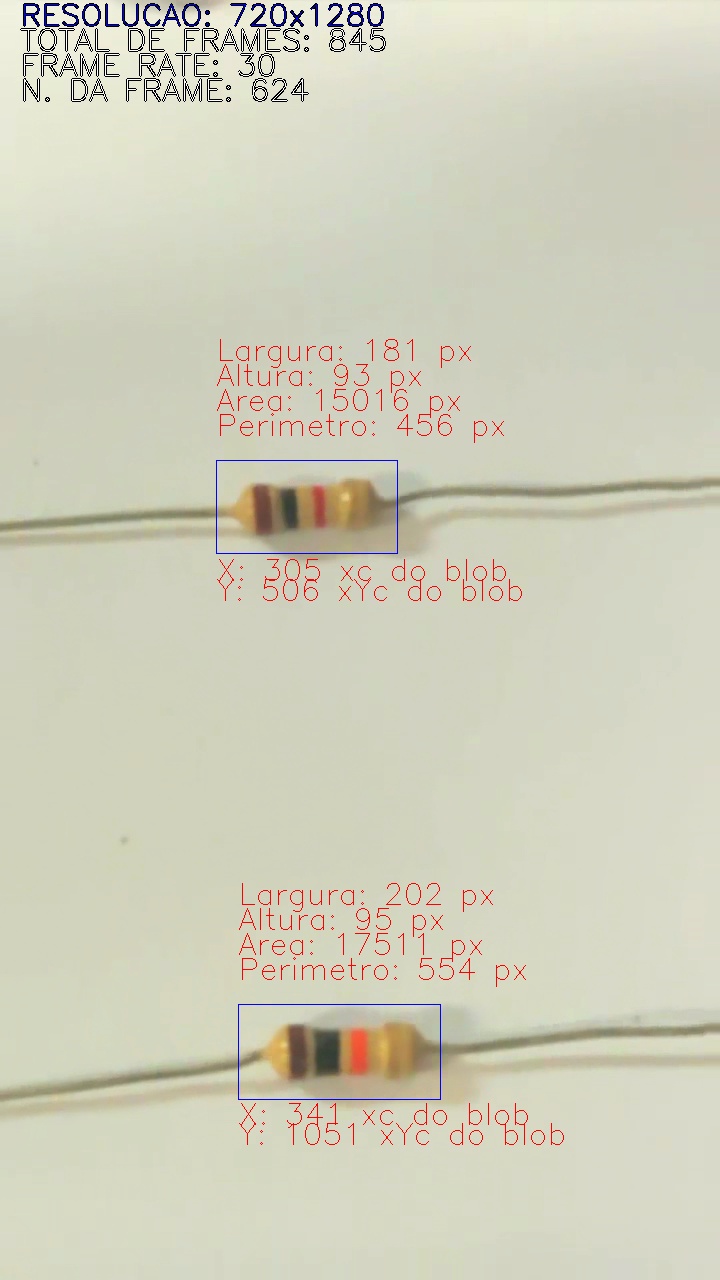 RESOLUCAO: 720x1280
TOTAL DE FRAMES: 845
FRAME RATE: 30
N. DA FRAME: 624
Largura: 181 px
Altura: 93 px
Area: 15016 px
Perimetro: 456 px
X: 305 xc do blob
Y: 506 xYc do blob
Largura: 202 px
Altura: 95 px
Area: 17511 px
Perimetro: 554 px
X: 341 xc do blob
Y: 1051 xYc do blob